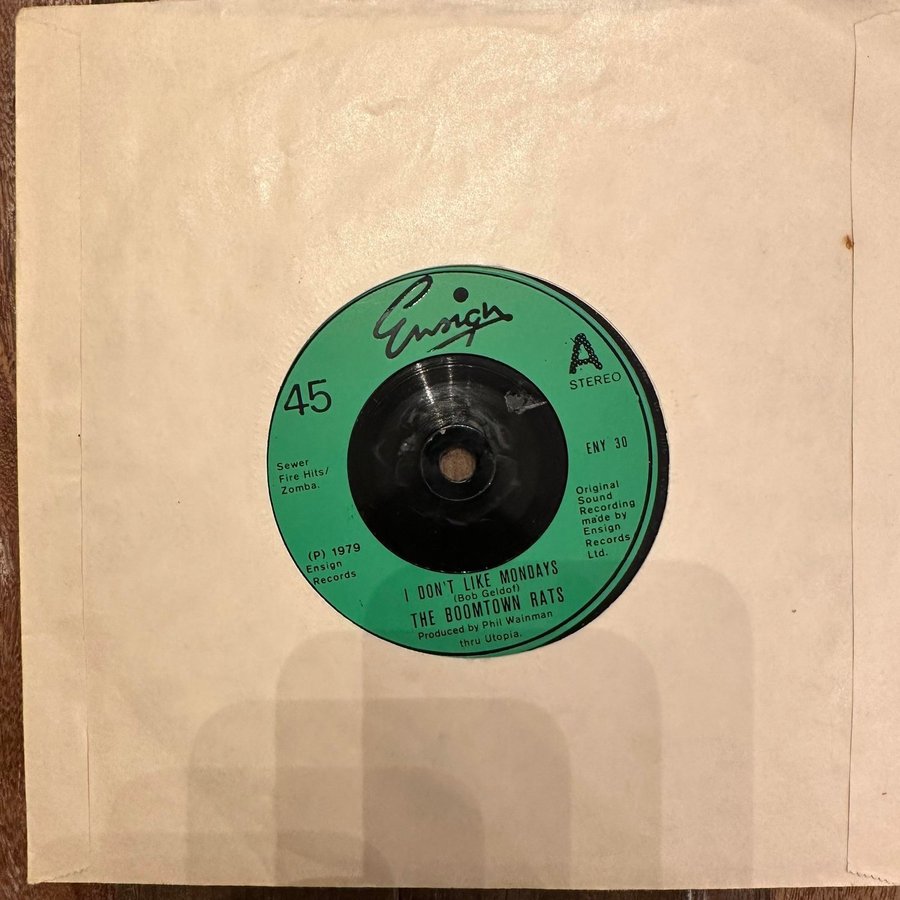 Ensign
45
A
STEREO
ENY 30
Sewer
Fire Hits/
Zomba.
Original
Sound
Recording
made by
Ensign
Records
Ltd.
(P) 1979
Ensign
Records
I DON'T LIKE MONDAYS
(Bob Geldof)
THE BOOMTOWN RATS
Produced by Phil Wainman
thru Utopia.